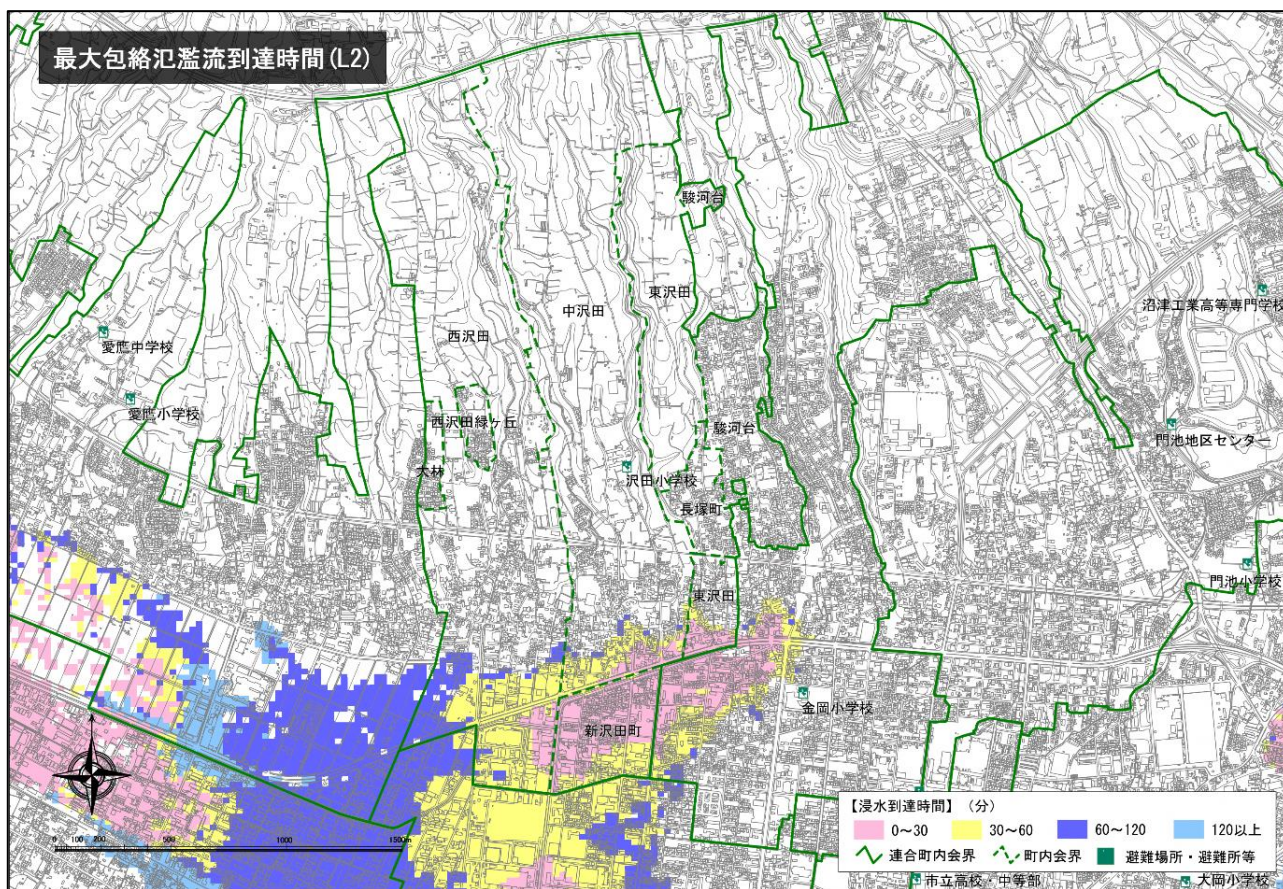 最大包絡氾濫流到達時間(L2)
駿河台
東沢田
中沢田
沼津工業高等専門学校
西沢田
愛鷹中学校
愛鷹小学校
西沢田緑ヶ丘
駿河台
門池地区センター
大林
沢田小学校
長塚町
門池小学校
東沢田
金岡小学校
新沢田町
【浸水到達時間】（分）
0～30 30～60 60～120 120以上
連合町内会界 町内会界 避難場所・避難所等
0 100 200 500 1000 1500m
市立高校・中等部
大岡小学校